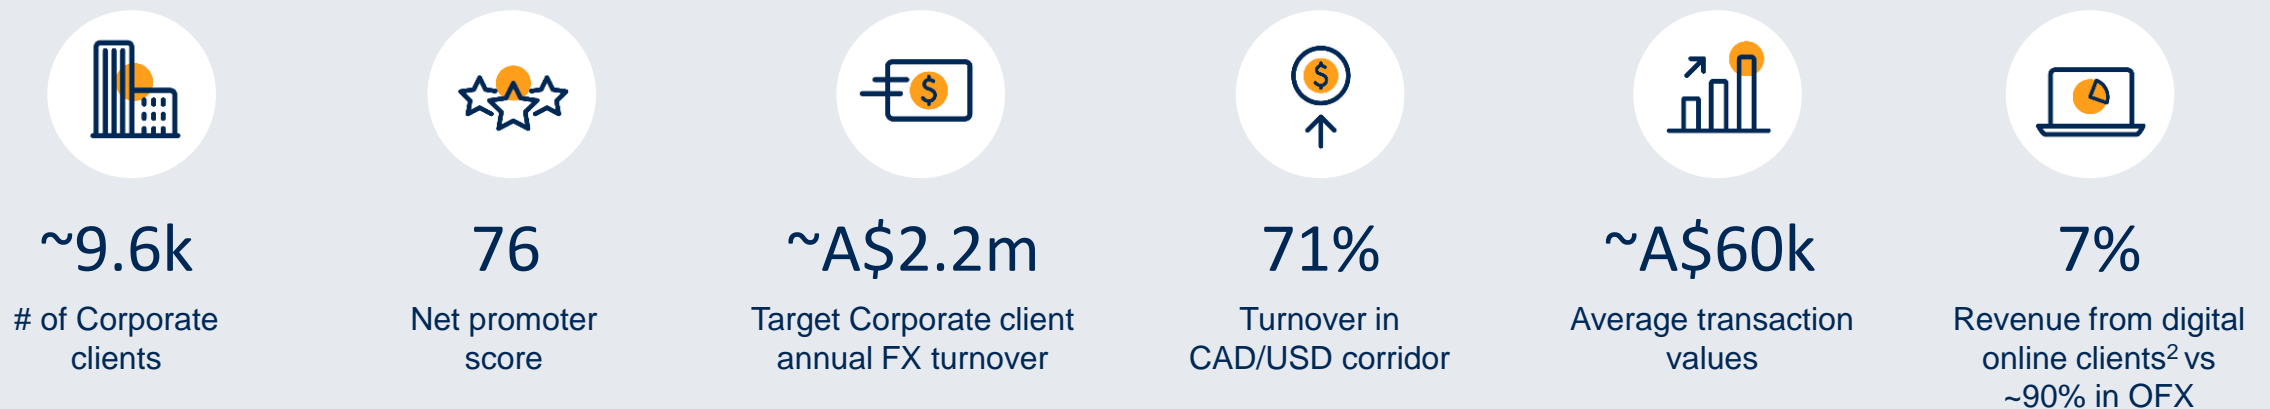 ~9.6k
# of Corporate
clients
76
Net promoter
score
$
~A$2.2m
Target Corporate client
annual FX turnover
$
71%
Turnover in
CAD/USD corridor
~A$60k
Average transaction
values
7%
Revenue from digital
online clients² vs
~90% in OFX